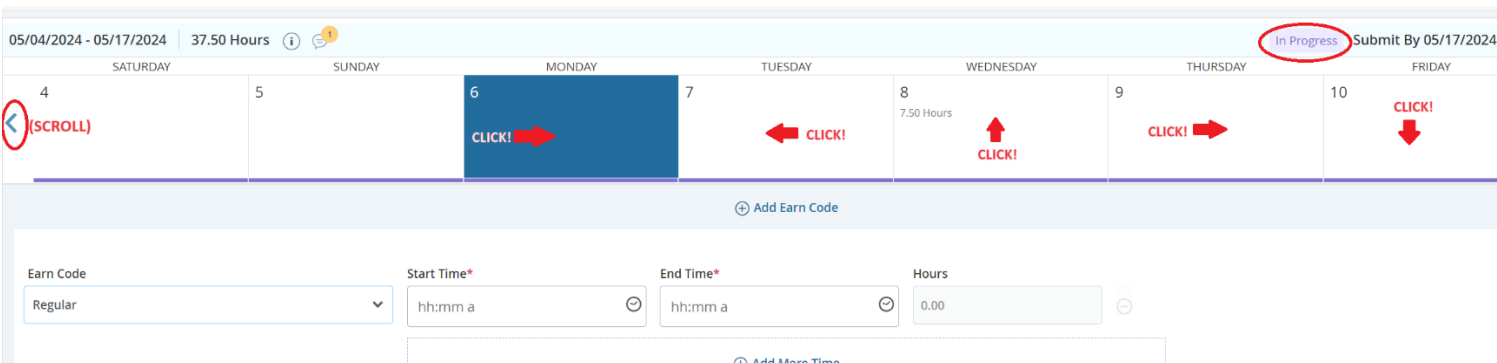 05/04/2024 - 05/17/2024 37.50 Hours i 1 In Progress Submit By 05/17/2024
SATURDAY SUNDAY MONDAY TUESDAY WEDNESDAY THURSDAY FRIDAY
4 5 6 7 8 9 10
7.50 Hours
(SCROLL) CLICK! CLICK! CLICK! CLICK! CLICK!
Add Earn Code
Earn Code Start Time* End Time* Hours
Regular hh:mm a hh:mm a 0.00
Add More Time